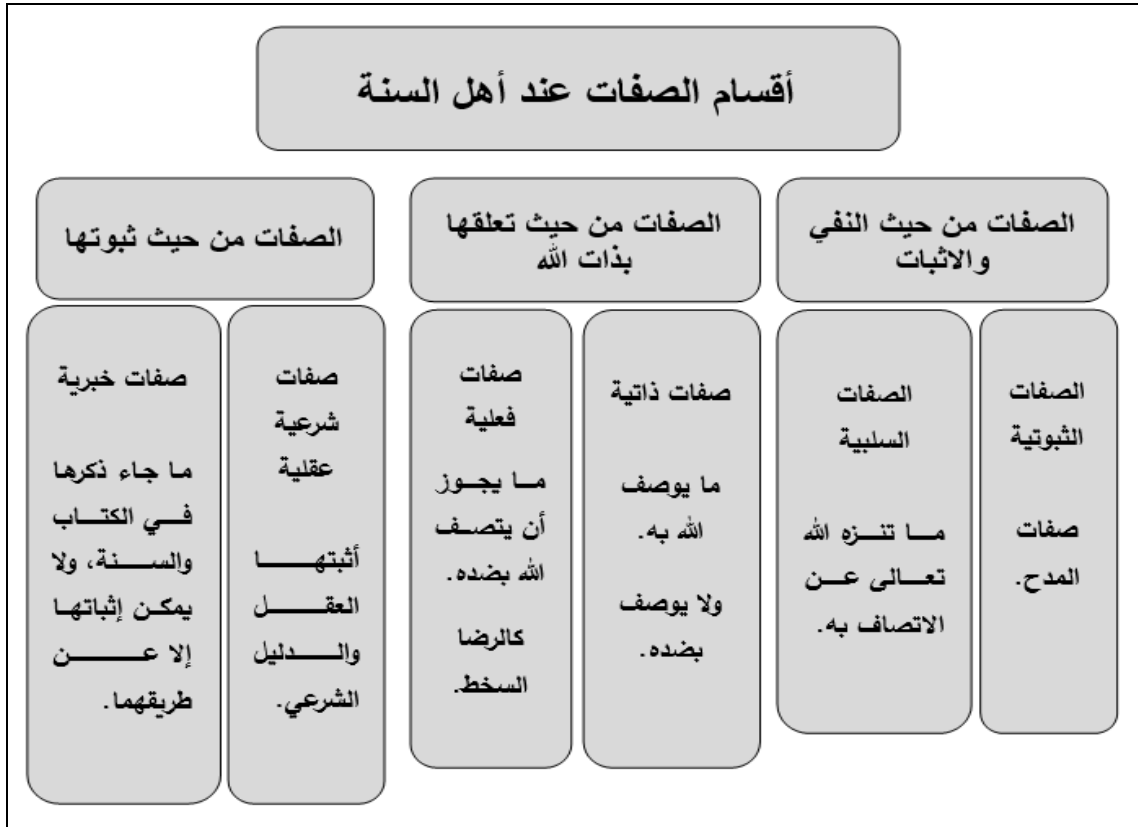 أقسام الصفات عند أهل السنة
الصفات من حيث النفي
والاثبات
الصفات الثبوتية
صفات
المدح.
الصفات
السلبية
ما تنزه الله
تعالى عن
الاتصاف به.
الصفات من حيث تعلقها
بذات الله
صفات ذاتية
ما يوصف
الله به.
ولا يوصف
بضده.
صفات
فعلية
ما يجوز
أن يتصف
الله بضده.
كالرضا
السخط.
الصفات من حيث ثبوتها
صفات
شرعية
عقلية
أثبتها
العقل
والدليل
الشرعي.
صفات خبرية
ما جاء ذكرها
في الكتاب
والسنة، ولا
يمكن إثباتها
إلا عن
طريقهما.